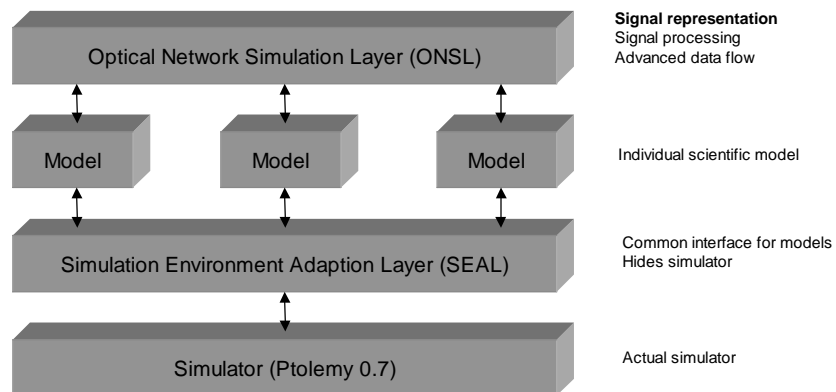 Optical Network Simulation Layer (ONSL)
Signal representation
Signal processing
Advanced data flow
Model
Model
Model
Individual scientific model
Simulation Environment Adaption Layer (SEAL)
Common interface for models
Hides simulator
Simulator (Ptolemy 0.7)
Actual simulator